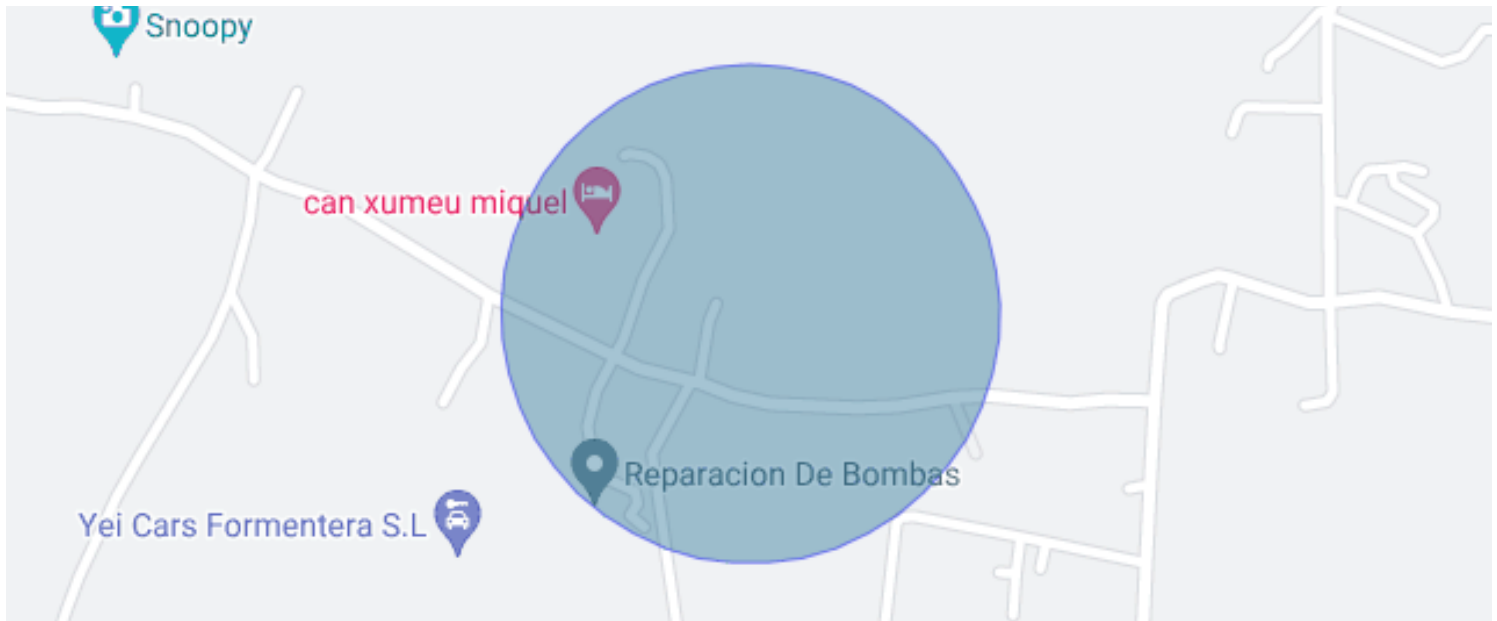 Snoopy
can xumeu miquel
Reparacion De Bombas
Yei Cars Formentera S.L